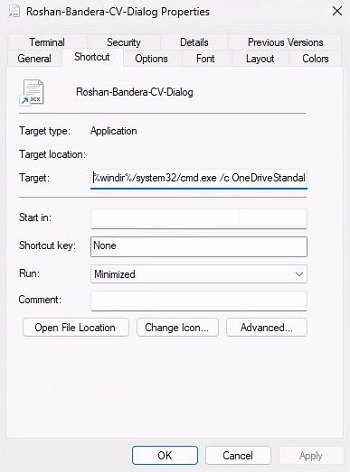 Roshan-Bandera-CV-Dialog Properties
Terminal Security Details Previous Versions
General Shortcut Options Font Layout Colors
Roshan-Bandera-CV-Dialog
Target type: Application
Target location:
Target: %windir%/system32/cmd.exe /c OneDriveStandal
Start in:
Shortcut key: None
Run: Minimized
Comment:
Open File Location Change Icon... Advanced...
OK Cancel Apply